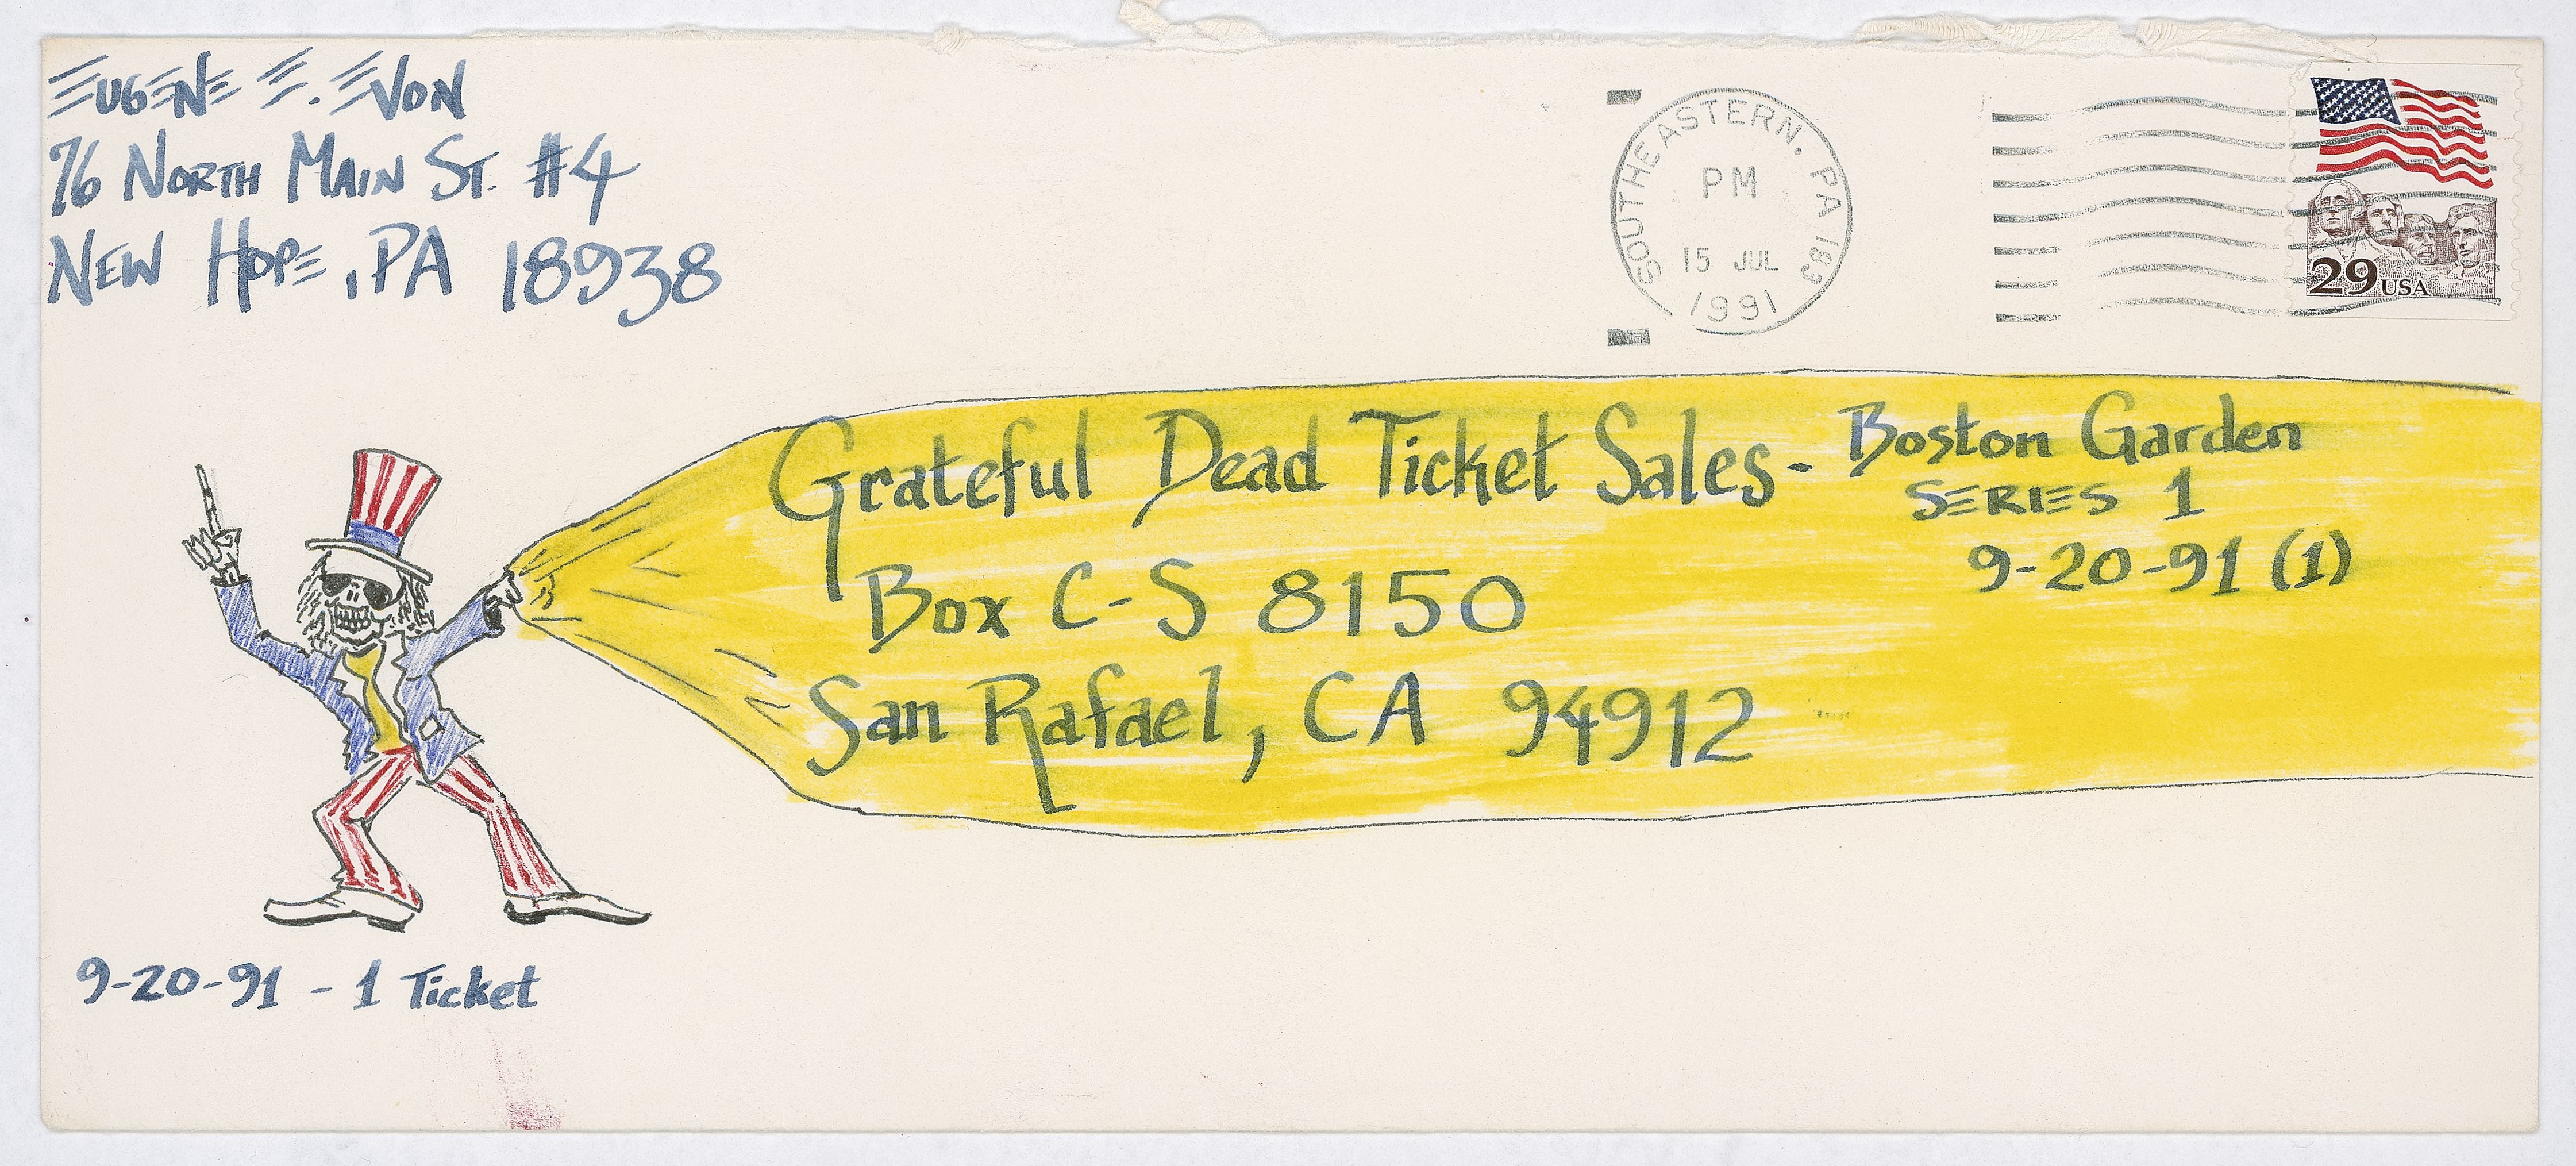 EUGENE E. EVON
76 NORTH MAIN ST. #4
NEW HOPE, PA 18938
SOUTHEASTERN, PA 193
PM
15 JUL
1991
29 USA
Grateful Dead Ticket Sales - Boston Garden
SERIES 1
9-20-91 (1)
Box C-S 8150
San Rafael, CA 94912
9-20-91 - 1 Ticket